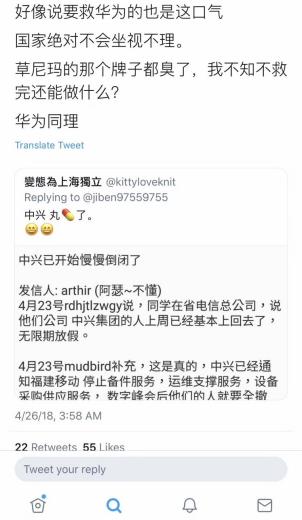 好像说要救华为的也是这口气
国家绝对不会坐视不理。
草尼玛的那个牌子都臭了，我不知不救
完还能做什么?
华为同理
Translate Tweet
變態為上海獨立 @kittyloveknit
Replying to @jiben97559755
中兴 丸💊了。
😀😀
中兴已开始慢慢倒闭了
发信人: arthir (阿瑟~不懂)
4月23号rdhjtlzwgy说，同学在省电信总公司，说
他们公司 中兴集团的人上周已经基本上回去了，
无限期放假。
4月23号mudbird补充，这是真的，中兴已经通
知福建移动 停止备件服务，运维支撑服务，设备
采购供应服务， 数字峰会后他们的人就要全撤
4/26/18, 3:58 AM
22 Retweets 55 Likes
Tweet your reply